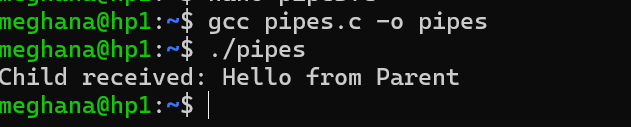 meghana@hp1:~$ gcc pipes.c -o pipes
meghana@hp1:~$ ./pipes
Child received: Hello from Parent
meghana@hp1:~$